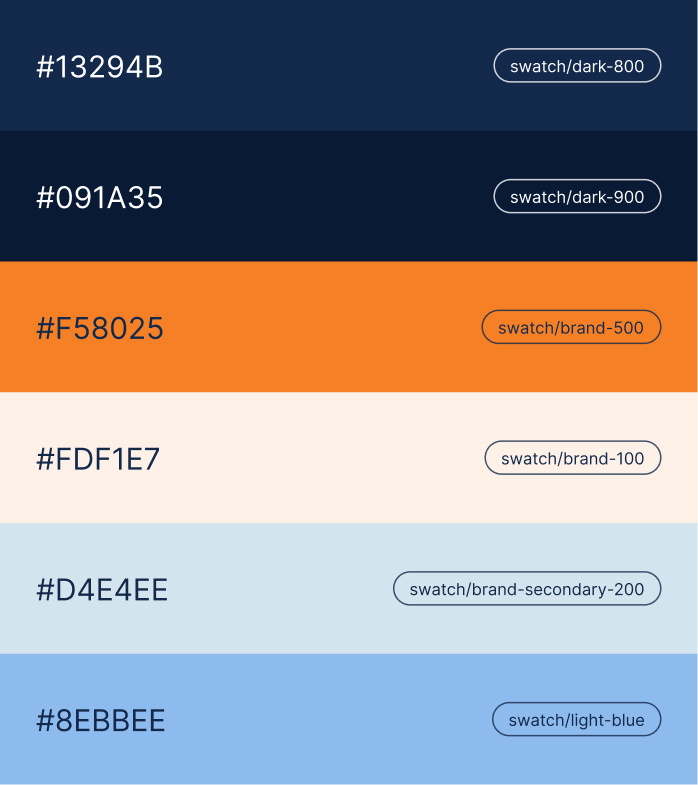 #13294B swatch/dark-800
#091A35 swatch/dark-900
#F58025 swatch/brand-500
#FDF1E7 swatch/brand-100
#D4E4EE swatch/brand-secondary-200
#8EBBEE swatch/light-blue